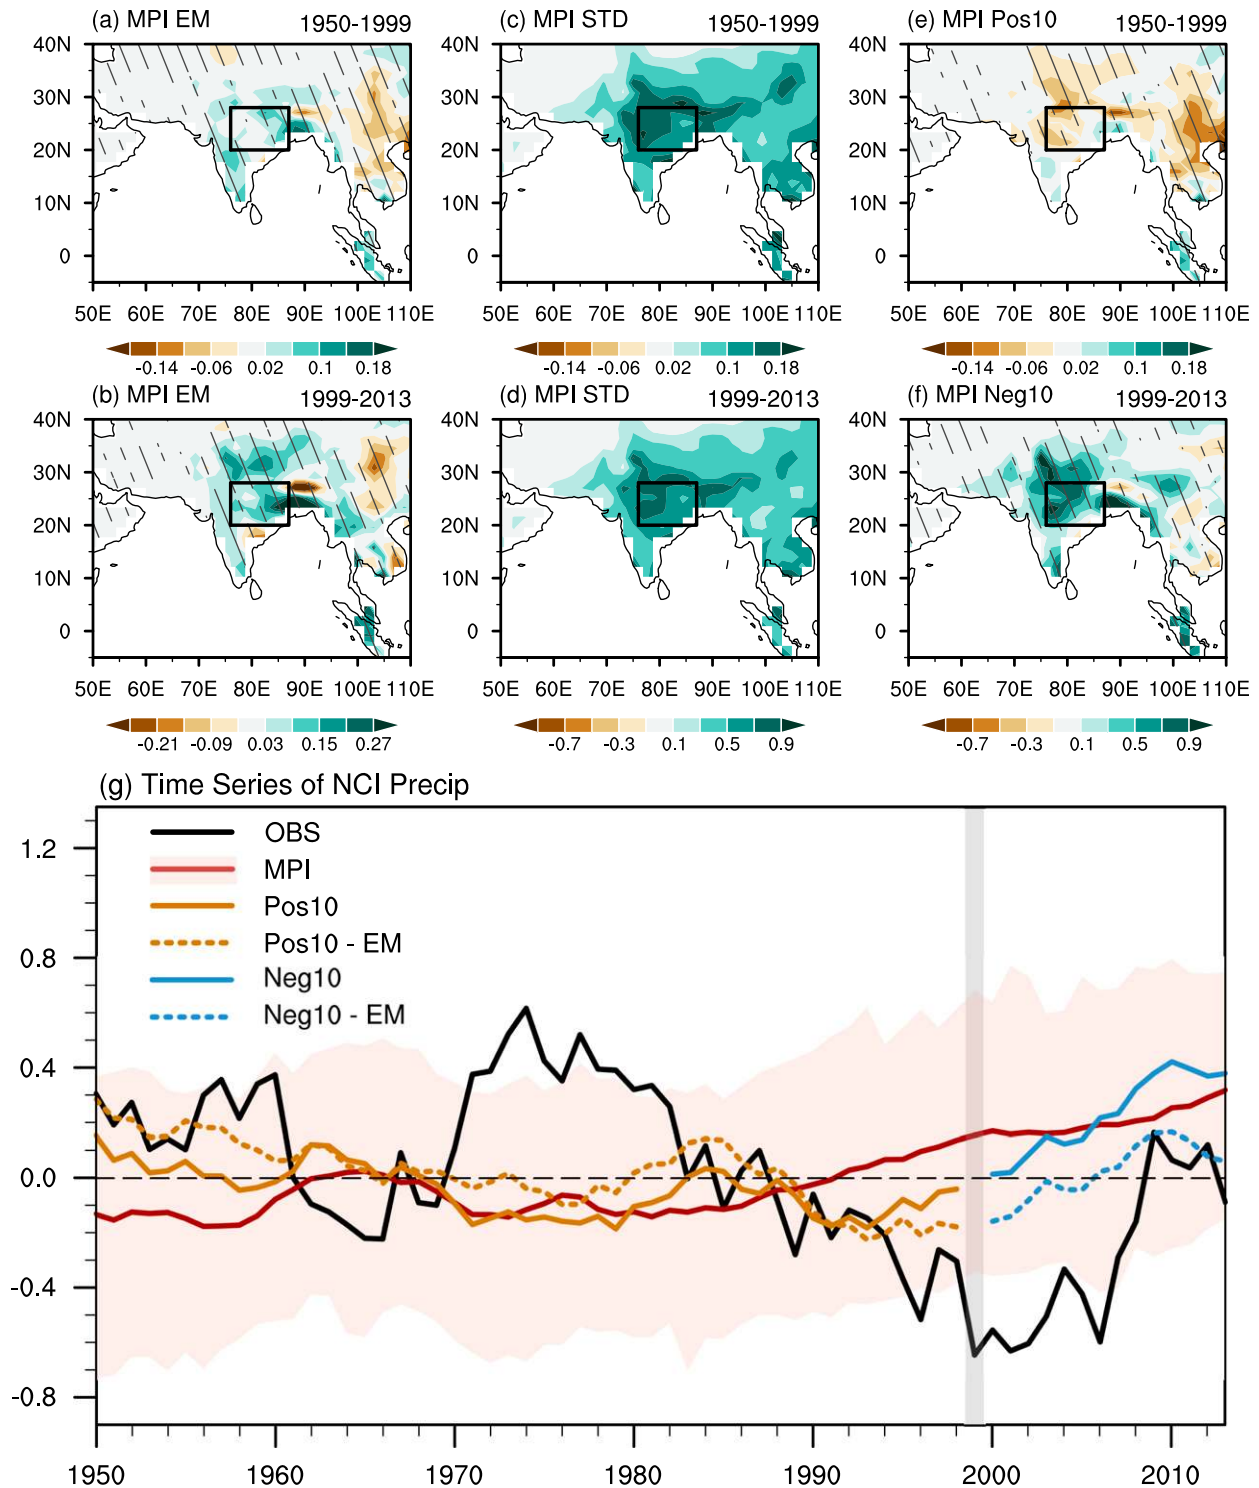 (a) MPI EM 1950-1999
(c) MPI STD 1950-1999
(e) MPI Pos10 1950-1999
40N 40N 40N
30N 30N 30N
20N 20N 20N
10N 10N 10N
0 0 0
50E 60E 70E 80E 90E 100E 110E
50E 60E 70E 80E 90E 100E 110E
50E 60E 70E 80E 90E 100E 110E
-0.14 -0.06 0.02 0.1 0.18
-0.14 -0.06 0.02 0.1 0.18
-0.14 -0.06 0.02 0.1 0.18
(b) MPI EM 1999-2013
(d) MPI STD 1999-2013
(f) MPI Neg10 1999-2013
40N 40N 40N
30N 30N 30N
20N 20N 20N
10N 10N 10N
0 0 0
50E 60E 70E 80E 90E 100E 110E
50E 60E 70E 80E 90E 100E 110E
50E 60E 70E 80E 90E 100E 110E
-0.21 -0.09 0.03 0.15 0.27
-0.7 -0.3 0.1 0.5 0.9
-0.7 -0.3 0.1 0.5 0.9
(g) Time Series of NCI Precip
OBS
MPI
Pos10
Pos10 - EM
Neg10
Neg10 - EM
1.2
0.8
0.4
0.0
-0.4
-0.8
1950 1960 1970 1980 1990 2000 2010